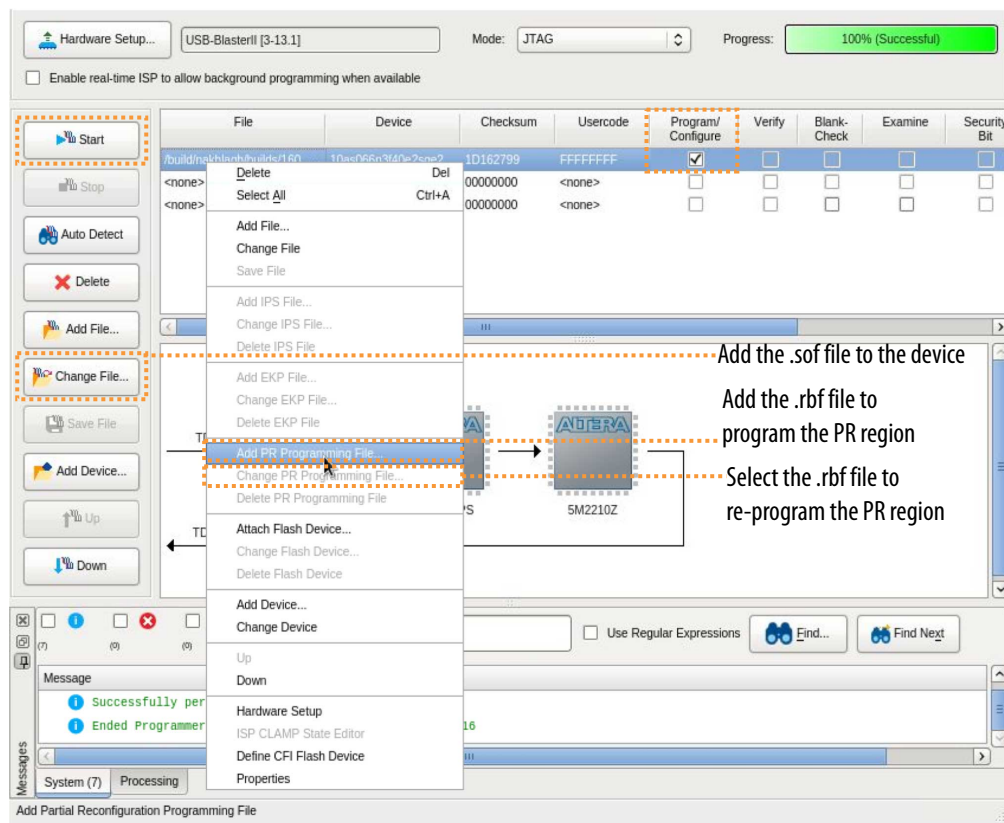 Hardware Setup...
USB-BlasterII [3-13.1]
Mode:
JTAG
Progress:
100% (Successful)
Enable real-time ISP to allow background programming when available
Start
Stop
Auto Detect
Delete
Add File...
Change File...
Save File
Add Device...
Up
Down
File
Device
Checksum
Usercode
Program/
Configure
Verify
Blank-
Check
Examine
Security
Bit
1D162799
FFFFFFFF
<none>
00000000
<none>
<none>
00000000
<none>
Delete Del
Select All Ctrl+A
Add File...
Change File
Save File
Add IPS File...
Change IPS File...
Delete IPS File
Add EKP File...
Change EKP File...
Delete EKP File
Add PR Programming File...
Change PR Programming File...
Delete PR Programming File
Attach Flash Device...
Change Flash Device...
Delete Flash Device
Add Device...
Change Device
Up
Down
Hardware Setup
ISP CLAMP State Editor
Define CFI Flash Device
Properties
Add the .sof file to the device
Add the .rbf file to
program the PR region
Select the .rbf file to
re-program the PR region
ALTERA
5M2210Z
(7)
(0)
(0)
Use Regular Expressions
Find...
Find Next
Message
Successfully per
Ended Programmer
16
Messages
System (7)
Processing
Add Partial Reconfiguration Programming File